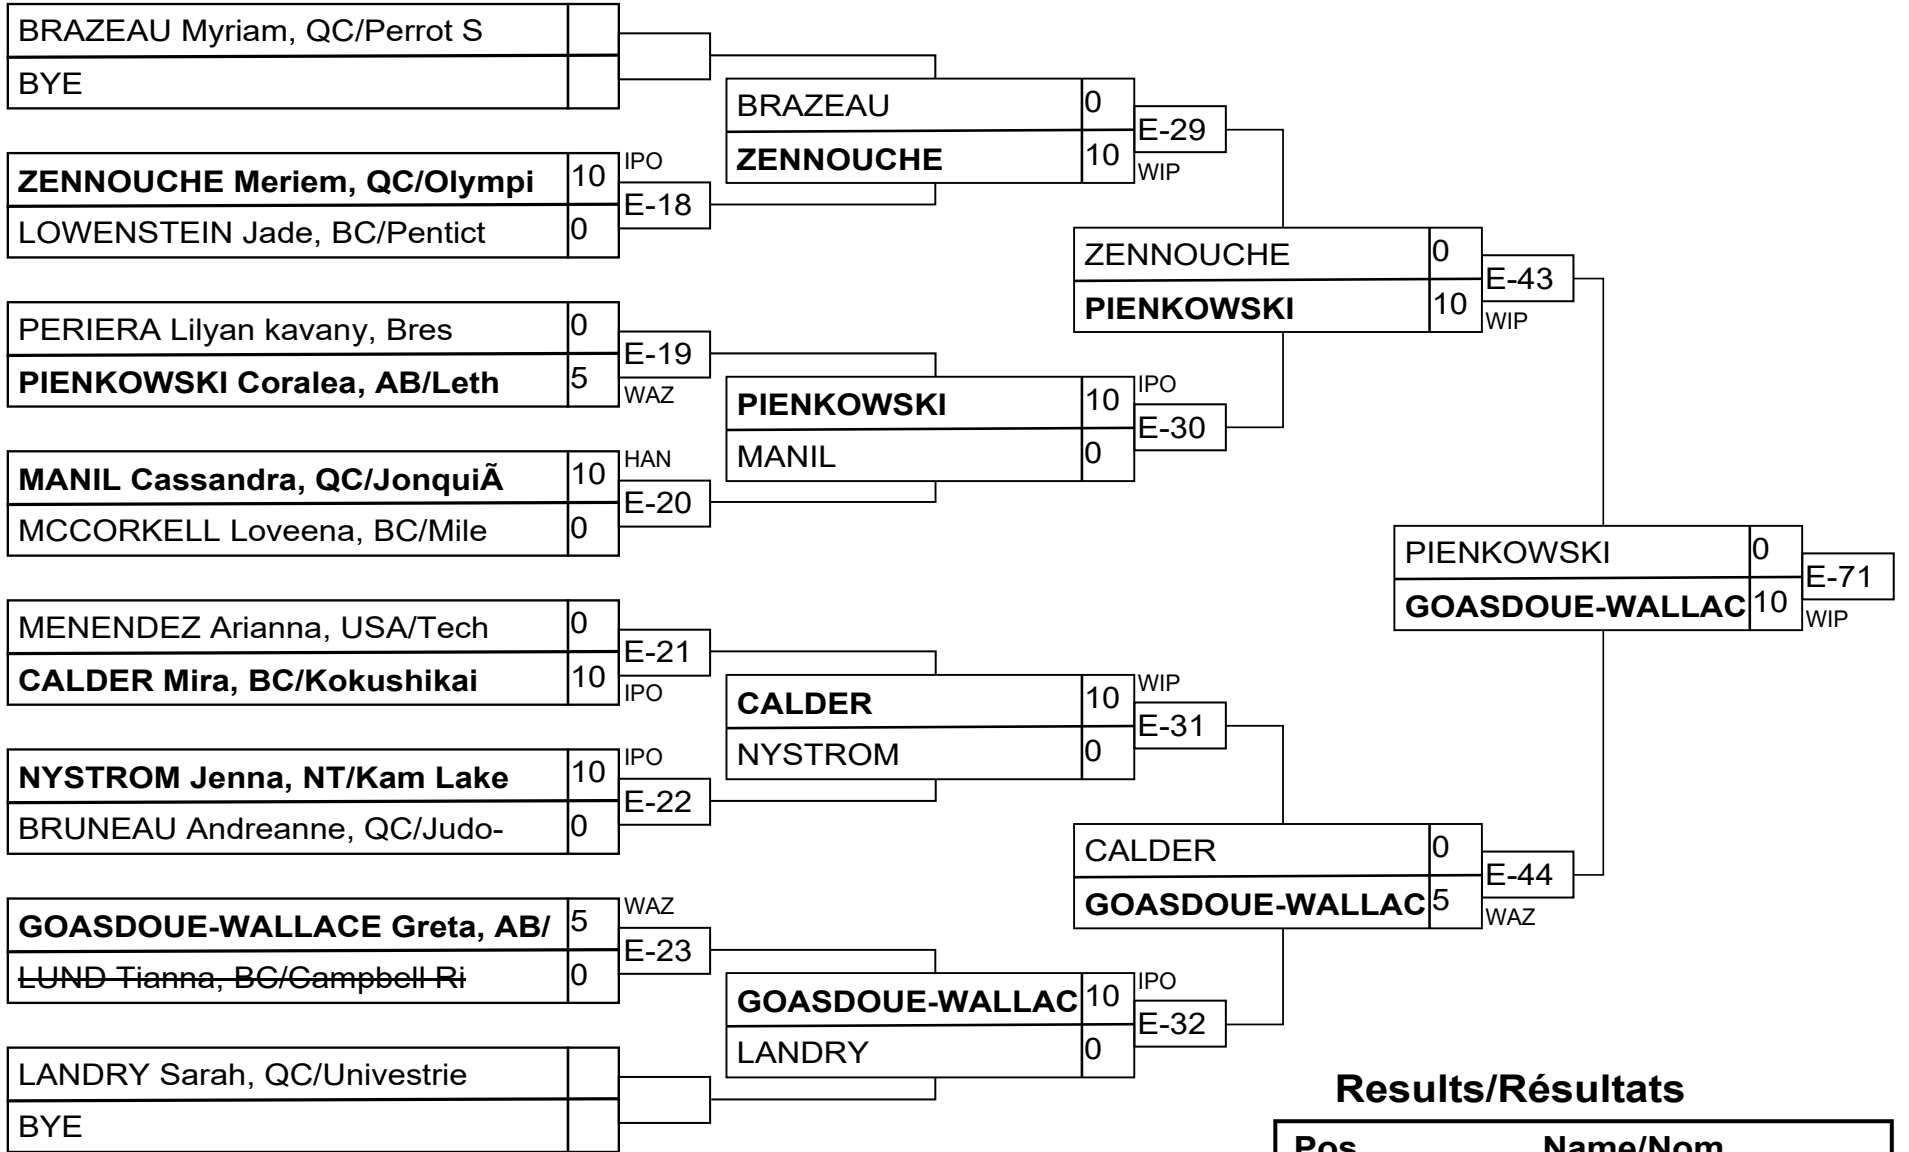 BRAZEAU Myriam, QC/Perrot S
BYE
ZENNOUCHE Meriem, QC/Olympi 10 IPO
E-18
LOWENSTEIN Jade, BC/Pentict 0
PERIERA Lilyan kavany, Bres 0
E-19
PIENKOWSKI Coralea, AB/Leth 5 WAZ
MANIL Cassandra, QC/JonquiÃ 10 HAN
E-20
MCCORKELL Loveena, BC/Mile 0
MENENDEZ Arianna, USA/Tech 0
E-21
CALDER Mira, BC/Kokushikai 10 IPO
NYSTROM Jenna, NT/Kam Lake 10 IPO
E-22
BRUNEAU Andreanne, QC/Judo- 0
GOASDOUE-WALLACE Greta, AB/ 5 WAZ
E-23
LUND Tianna, BC/Campbell Ri 0
LANDRY Sarah, QC/Univestrie
BYE
BRAZEAU 0
E-29
ZENNOUCHE 10 WIP
PIENKOWSKI 10 IPO
E-30
MANIL 0
CALDER 10 WIP
E-31
NYSTROM 0
GOASDOUE-WALLAC 10 IPO
E-32
LANDRY 0
ZENNOUCHE 0
E-43
PIENKOWSKI 10 WIP
CALDER 0
E-44
GOASDOUE-WALLAC 5 WAZ
PIENKOWSKI 0
E-71
GOASDOUE-WALLAC 10 WIP
Results/Résultats
Pos Name/Nom